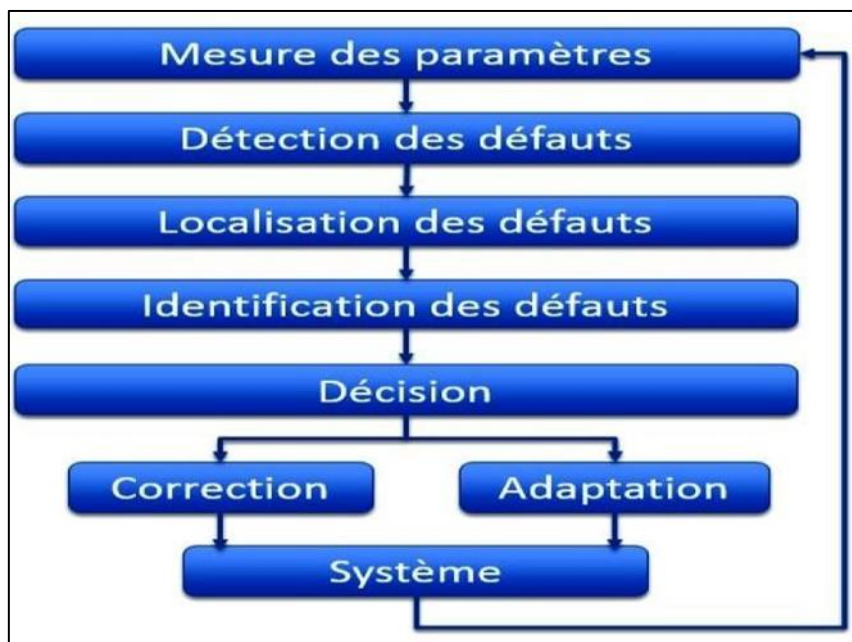 Mesure des paramètres
Détection des défauts
Localisation des défauts
Identification des défauts
Décision
Correction
Adaptation
Système